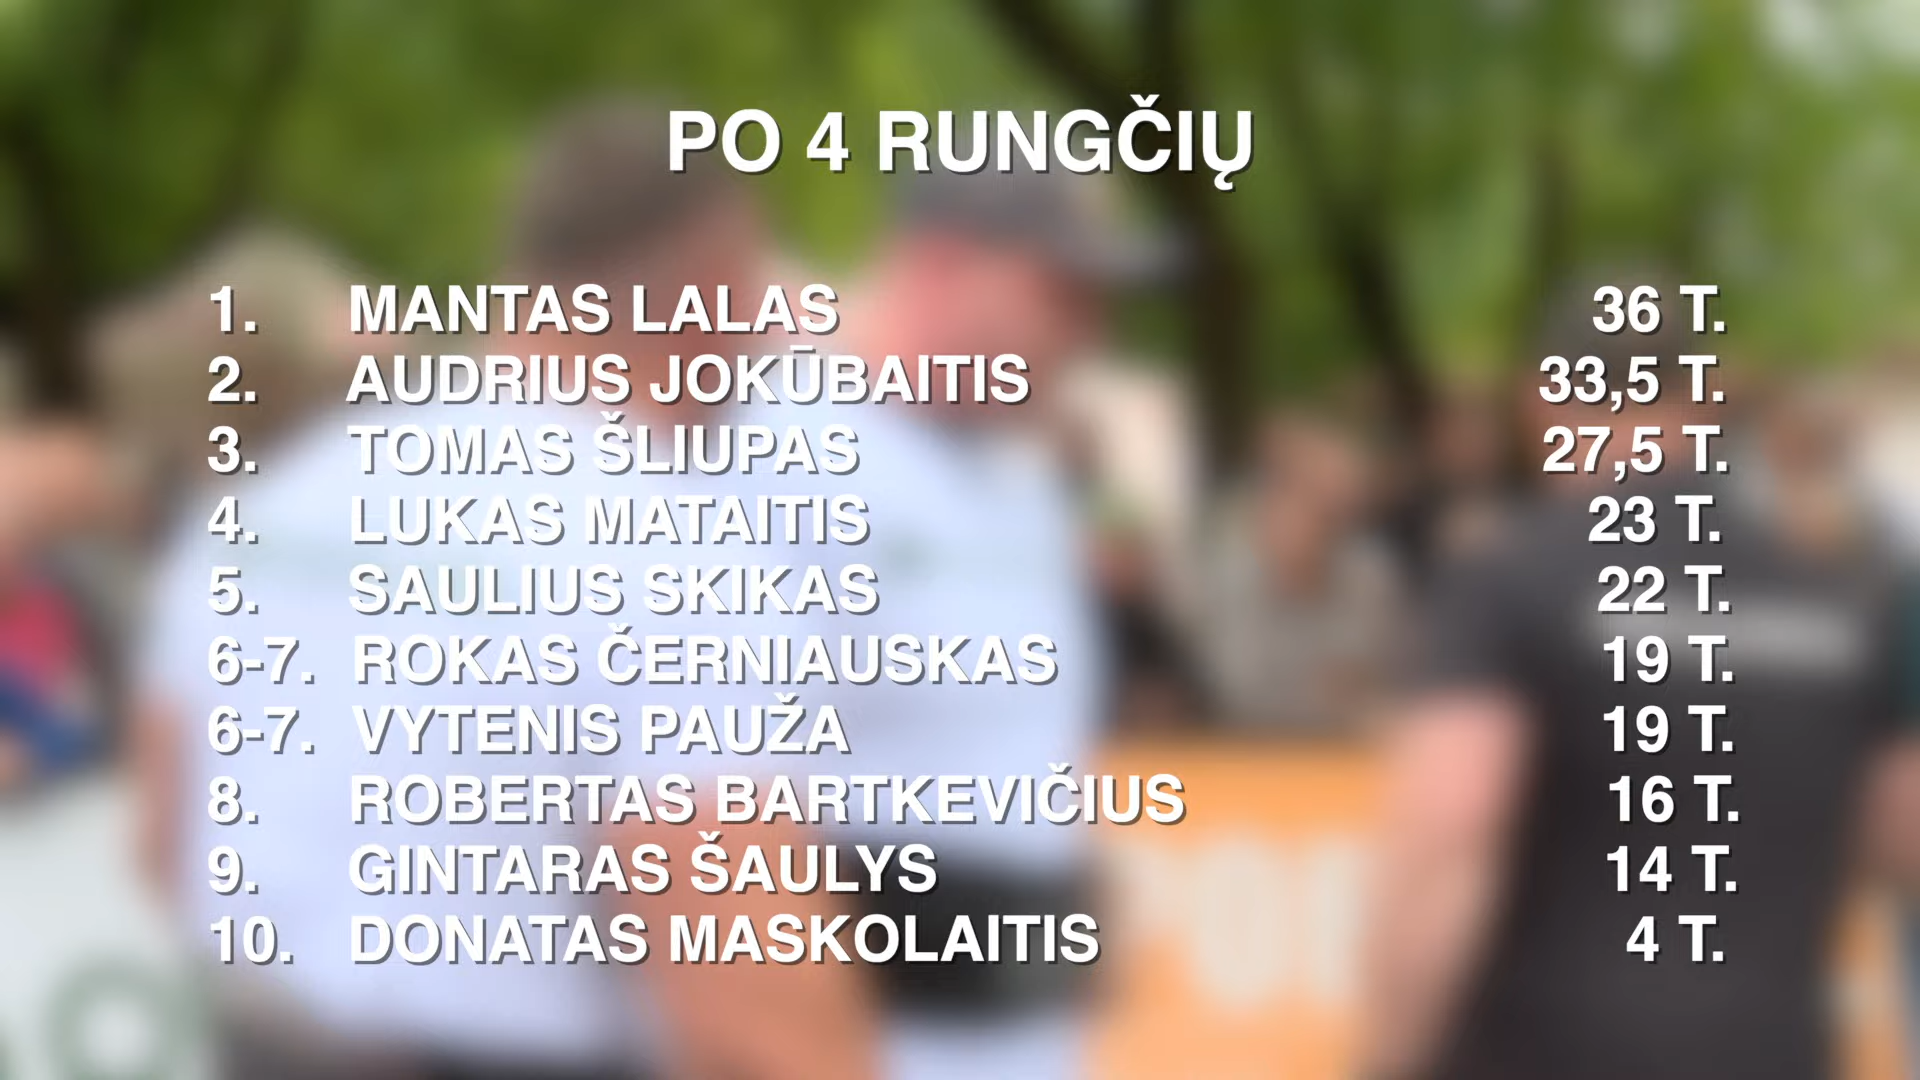 PO 4 RUNGČIŲ
1. MANTAS LALAS 36 T.
2. AUDRIUS JOKŪBAITIS 33,5 T.
3. TOMAS ŠLIUPAS 27,5 T.
4. LUKAS MATAITIS 23 T.
5. SAULIUS SKIKAS 22 T.
6-7. ROKAS ČERNIAUSKAS 19 T.
6-7. VYTENIS PAUŽA 19 T.
8. ROBERTAS BARTKEVIČIUS 16 T.
9. GINTARAS ŠAULYS 14 T.
10. DONATAS MASKOLAITIS 4 T.